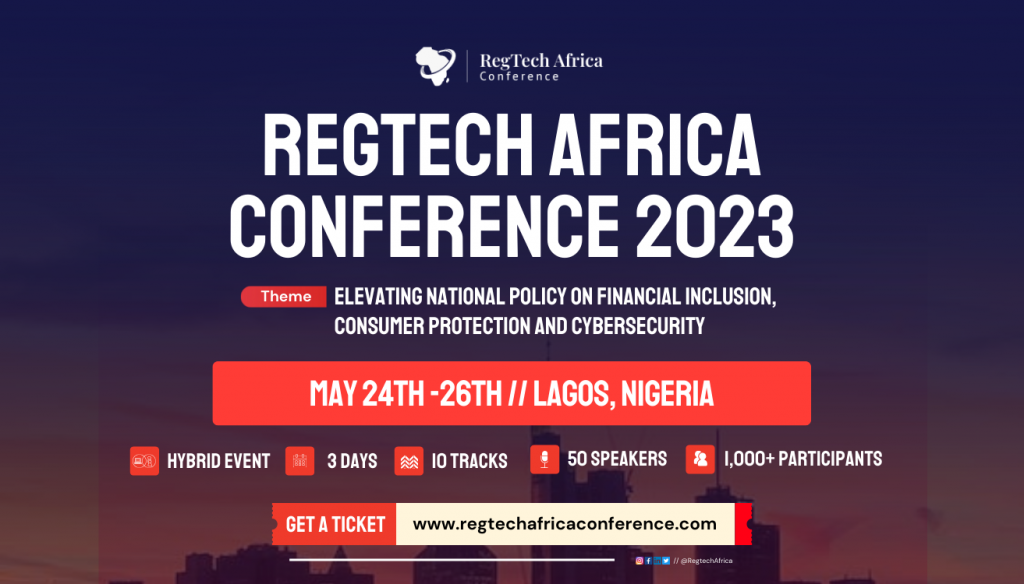 RegTech Africa
Conference
REGTECH AFRICA
CONFERENCE 2023
Theme
ELEVATING NATIONAL POLICY ON FINANCIAL INCLUSION,
CONSUMER PROTECTION AND CYBERSECURITY
MAY 24TH -26TH // LAGOS, NIGERIA
HYBRID EVENT
3 DAYS
10 TRACKS
50 SPEAKERS
1,000+ PARTICIPANTS
GET A TICKET
www.regtechafricaconference.com
// @RegtechAfrica